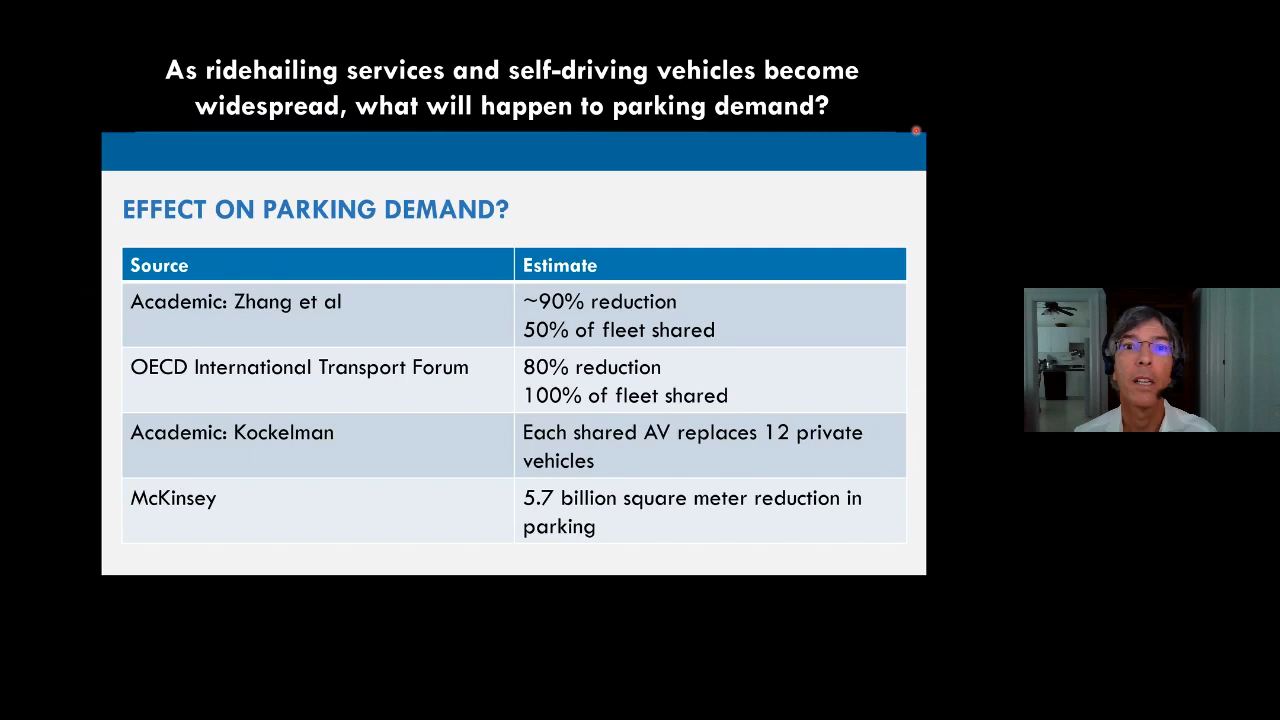 As ridehailing services and self-driving vehicles become
widespread, what will happen to parking demand?
EFFECT ON PARKING DEMAND?
Source
Estimate
Academic: Zhang et al
~90% reduction
50% of fleet shared
OECD International Transport Forum
80% reduction
100% of fleet shared
Academic: Kockelman
Each shared AV replaces 12 private
vehicles
McKinsey
5.7 billion square meter reduction in
parking